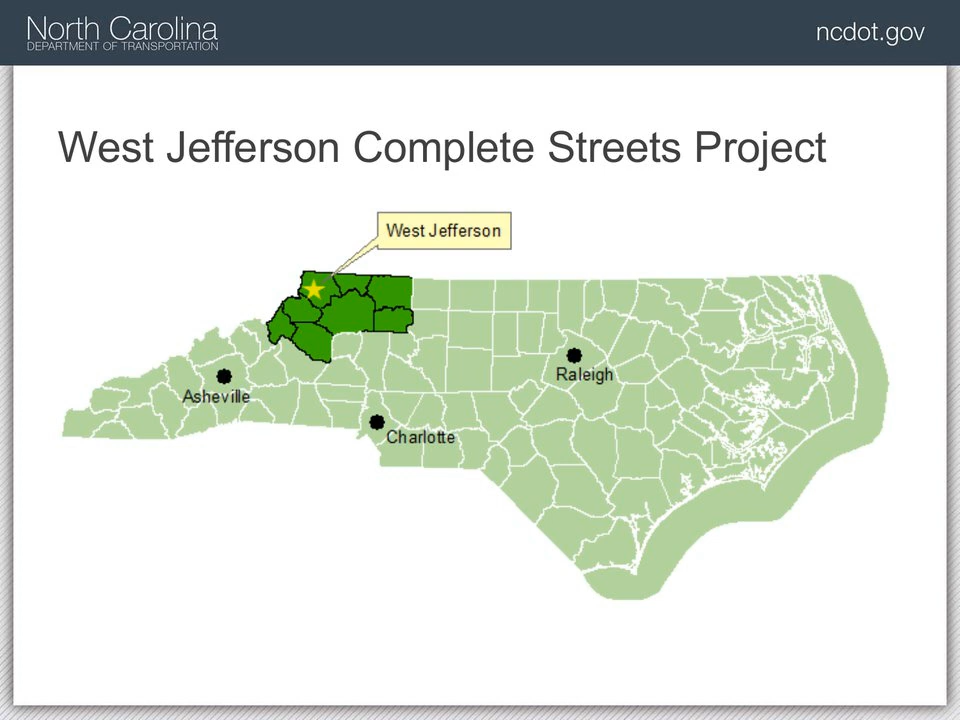 North Carolina
DEPARTMENT OF TRANSPORTATION
ncdot.gov
West Jefferson Complete Streets Project
West Jefferson
Raleigh
Asheville
Charlotte